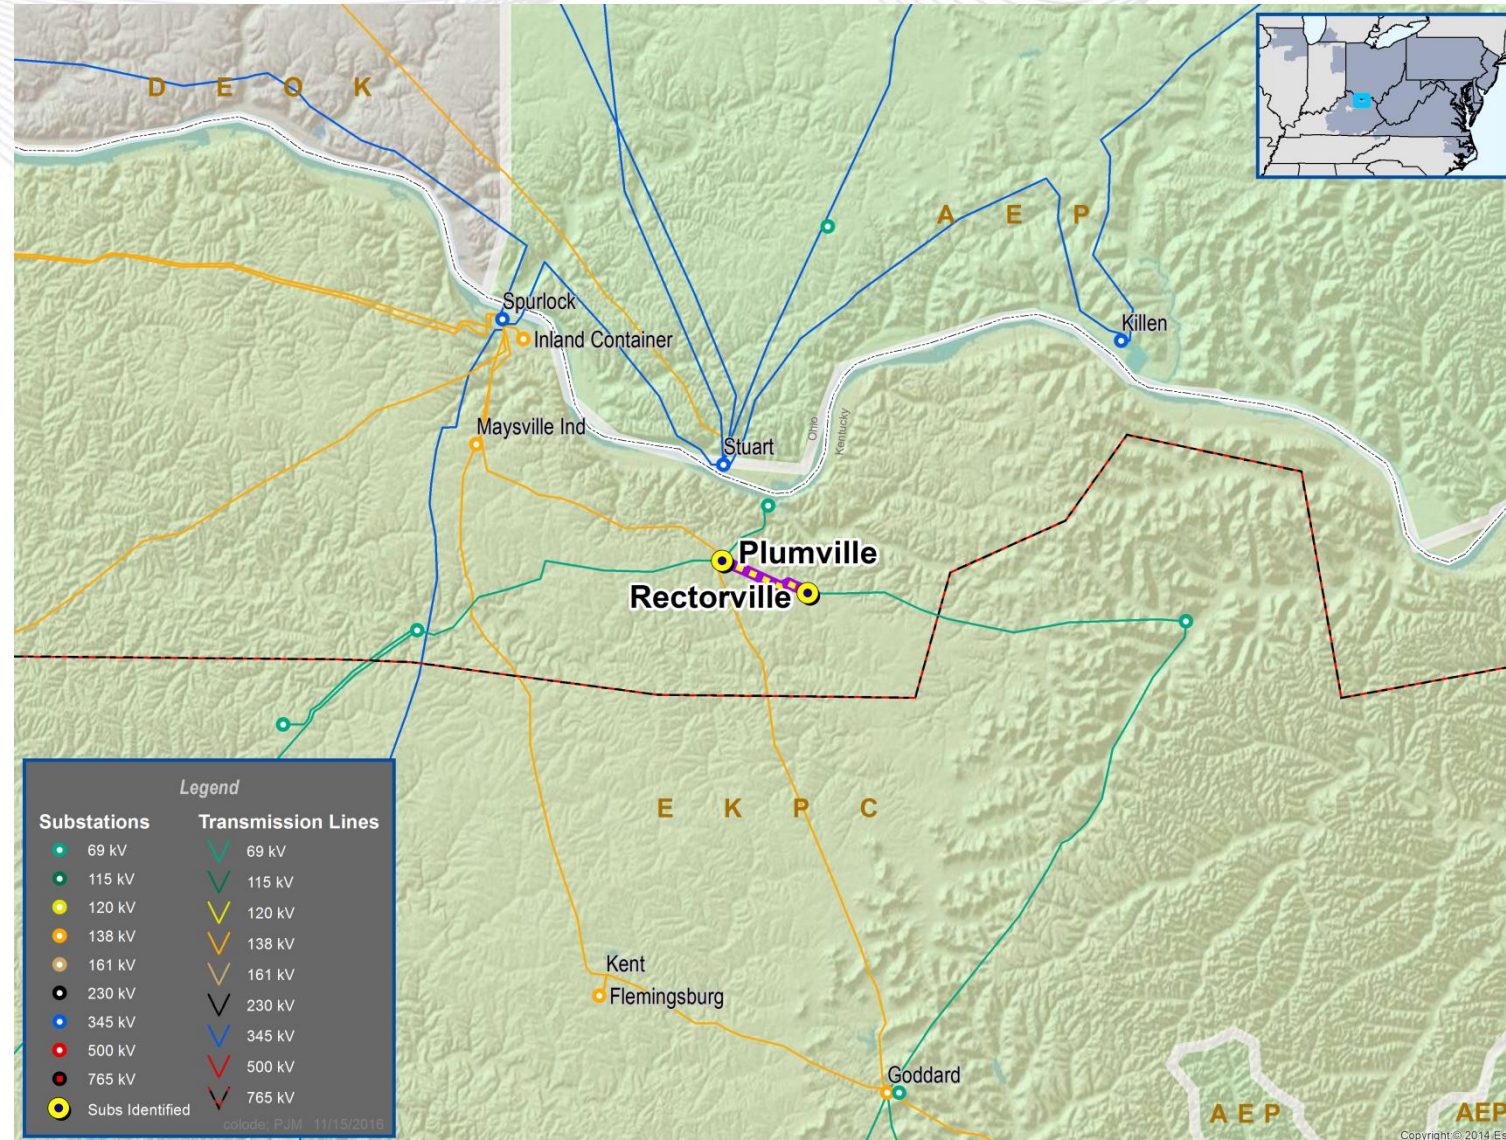 D E O K
A E P
Spurlock
Inland Container
Killen
Maysville Ind
Stuart
Ohio
Kentucky
Plumville
Rectorville
E K P C
Kent
Flemingsburg
Goddard
A E P
AEP
Legend
Substations Transmission Lines
69 kV 69 kV
115 kV 115 kV
120 kV 120 kV
138 kV 138 kV
161 kV 161 kV
230 kV 230 kV
345 kV 345 kV
500 kV 500 kV
765 kV 765 kV
Subs Identified
colode, PJM 11/15/2016
Copyright:© 2014 Es